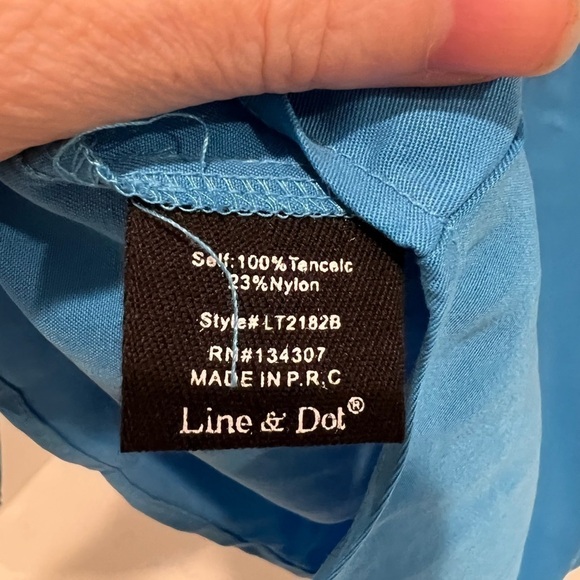 Self:100%Tencelc
23%Nylon
Style#LT2182B
RN#134307
MADE IN P.R.C
Line & Dot®